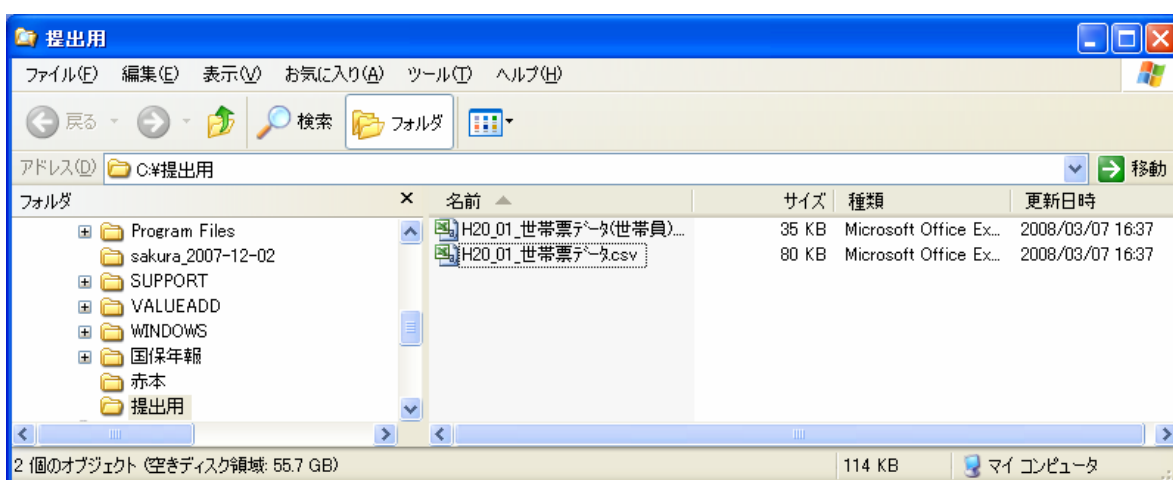 提出用
ファイル(F) 編集(E) 表示(V) お気に入り(A) ツール(T) ヘルプ(H)
戻る 検索 フォルダ
アドレス(D) C:¥提出用 移動
フォルダ × 名前 サイズ 種類 更新日時
Program Files
sakura_2007-12-02
SUPPORT
VALUEADD
WINDOWS
国保年報
赤本
提出用
H20_01_世帯票ﾃﾞｰﾀ(世帯員)... 35 KB Microsoft Office Ex... 2008/03/07 16:37
H20_01_世帯票ﾃﾞｰﾀ.csv 80 KB Microsoft Office Ex... 2008/03/07 16:37
2 個のオブジェクト (空きディスク領域: 55.7 GB) 114 KB マイ コンピュータ